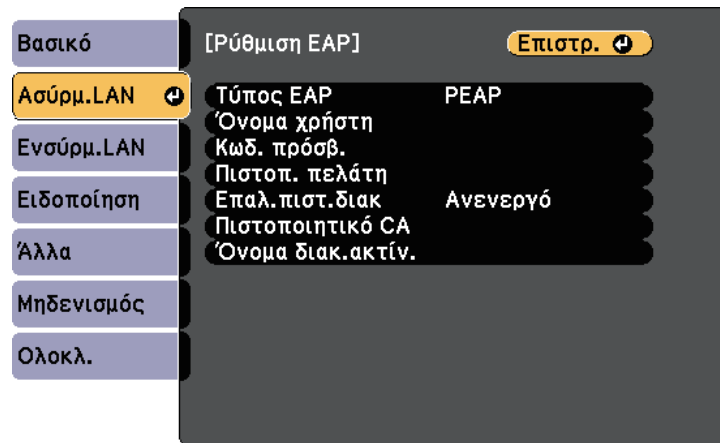 Βασικό
Ασύρμ.LAN
Ενσύρμ.LAN
Ειδοποίηση
Άλλα
Μηδενισμός
Ολοκλ.
[Ρύθμιση EAP] Επιστρ.
Τύπος EAP PEAP
Όνομα χρήστη
Κωδ. πρόσβ.
Πιστοπ. πελάτη
Επαλ.πιστ.διακ Ανενεργό
Πιστοποιητικό CA
Όνομα διακ.ακτίν.